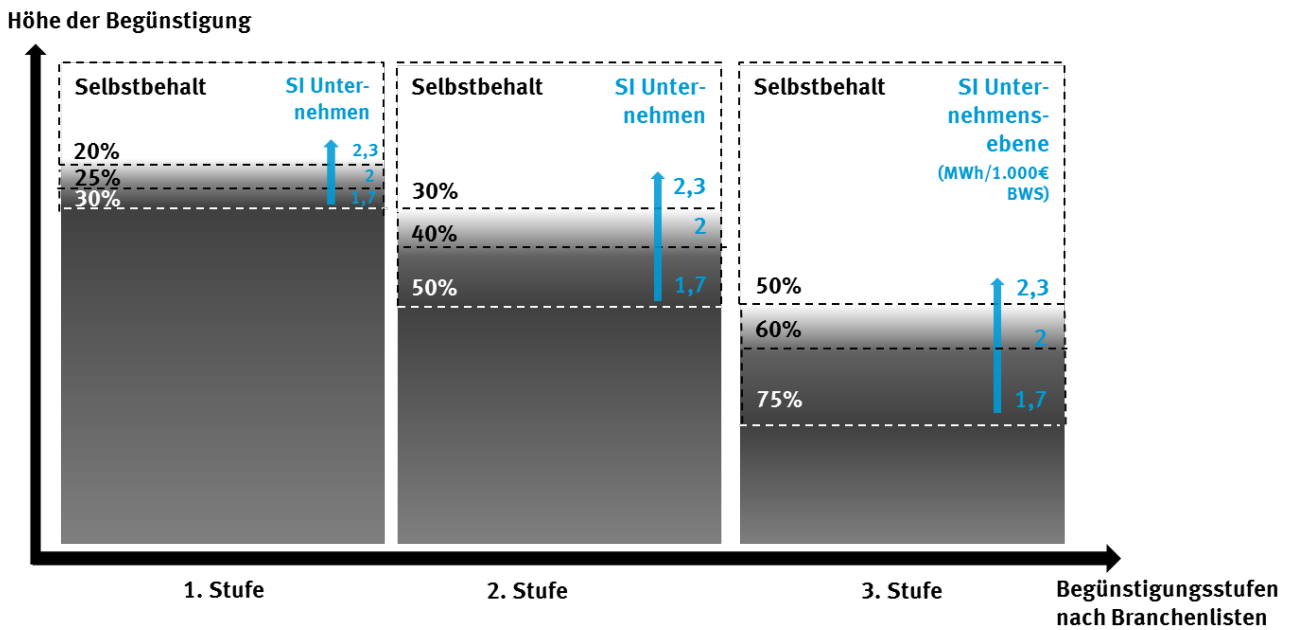 Höhe der Begünstigung
Selbstbehalt
SI Unter-
nehmen
20%
2,3
25%
2
30%
1,7
Selbstbehalt
SI Unter-
nehmen
30%
2,3
40%
2
50%
1,7
Selbstbehalt
SI Unter-
nehmens-
ebene
(MWh/1.000€
BWS)
50%
2,3
60%
2
75%
1,7
1. Stufe
2. Stufe
3. Stufe
Begünstigungsstufen
nach Branchenlisten